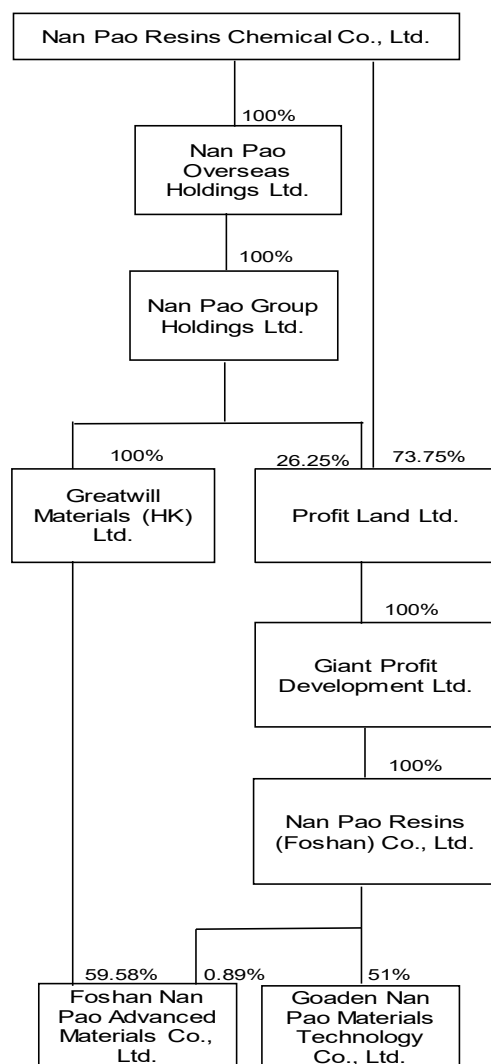 Nan Pao Resins Chemical Co., Ltd.
100%
Nan Pao
Overseas
Holdings Ltd.
100%
Nan Pao Group
Holdings Ltd.
100%
26.25%
73.75%
Greatwill
Materials (HK)
Ltd.
Profit Land Ltd.
100%
Giant Profit
Development Ltd.
100%
Nan Pao Resins
(Foshan) Co., Ltd.
59.58%
0.89%
51%
Foshan Nan
Pao Advanced
Materials Co.,
Ltd.
Goaden Nan
Pao Materials
Technology
Co., Ltd.